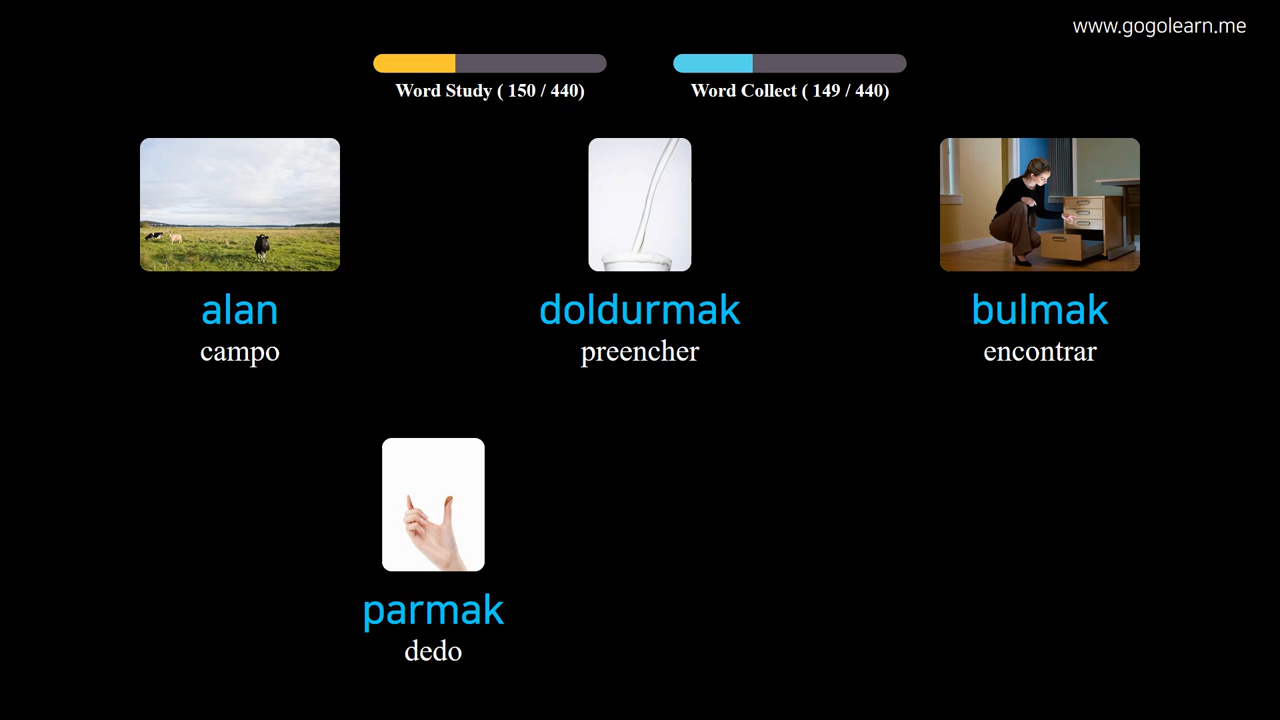 www.gogolearn.me
Word Study ( 150 / 440)
Word Collect ( 149 / 440)
alan
campo
doldurmak
preencher
bulmak
encontrar
parmak
dedo